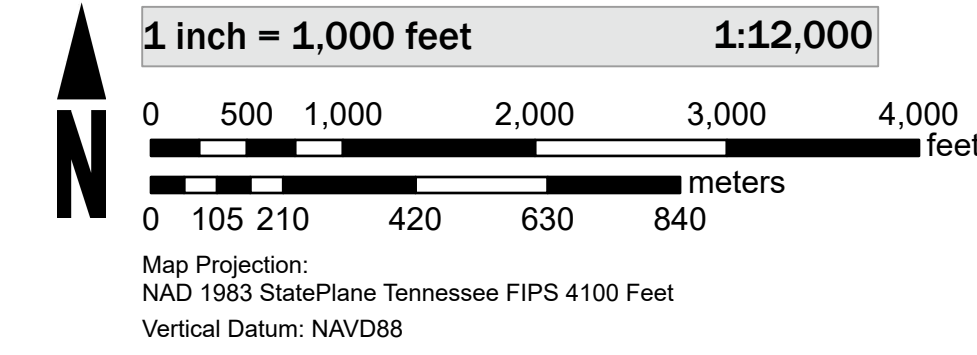 1 inch = 1,000 feet 1:12,000
0 500 1,000 2,000 3,000 4,000
feet
meters
0 105 210 420 630 840
N
Map Projection:
NAD 1983 StatePlane Tennessee FIPS 4100 Feet
Vertical Datum: NAVD88